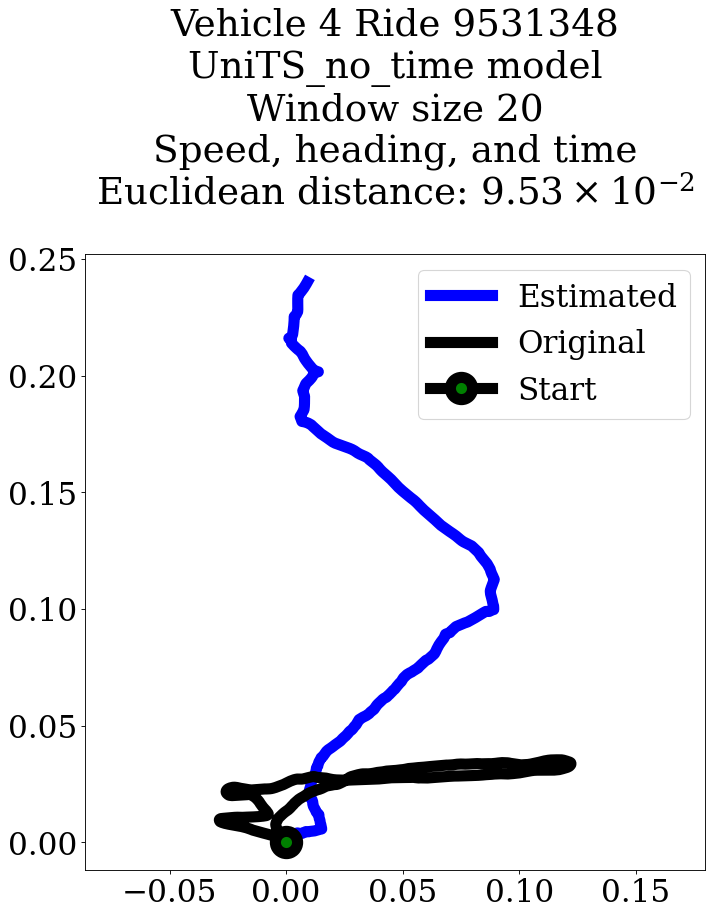 Vehicle 4 Ride 9531348
UniTS_no_time model
Window size 20
Speed, heading, and time
Euclidean distance: 9.53 × 10⁻²
0.25
0.20
0.15
0.10
0.05
0.00
Estimated
Original
Start
−0.05 0.00 0.05 0.10 0.15